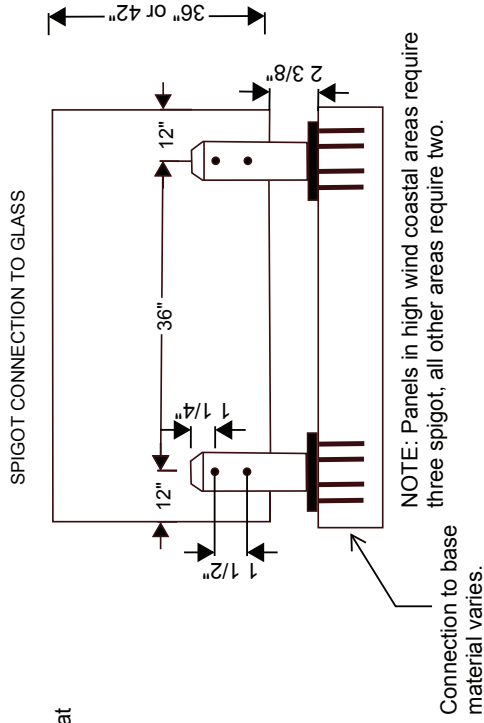 SPIGOT CONNECTION TO GLASS
36" or 42"
12"
36"
12"
1 1/4"
1 1/2"
2 3/8"
NOTE: Panels in high wind coastal areas require
three spigot, all other areas require two.
Connection to base
material varies.
at